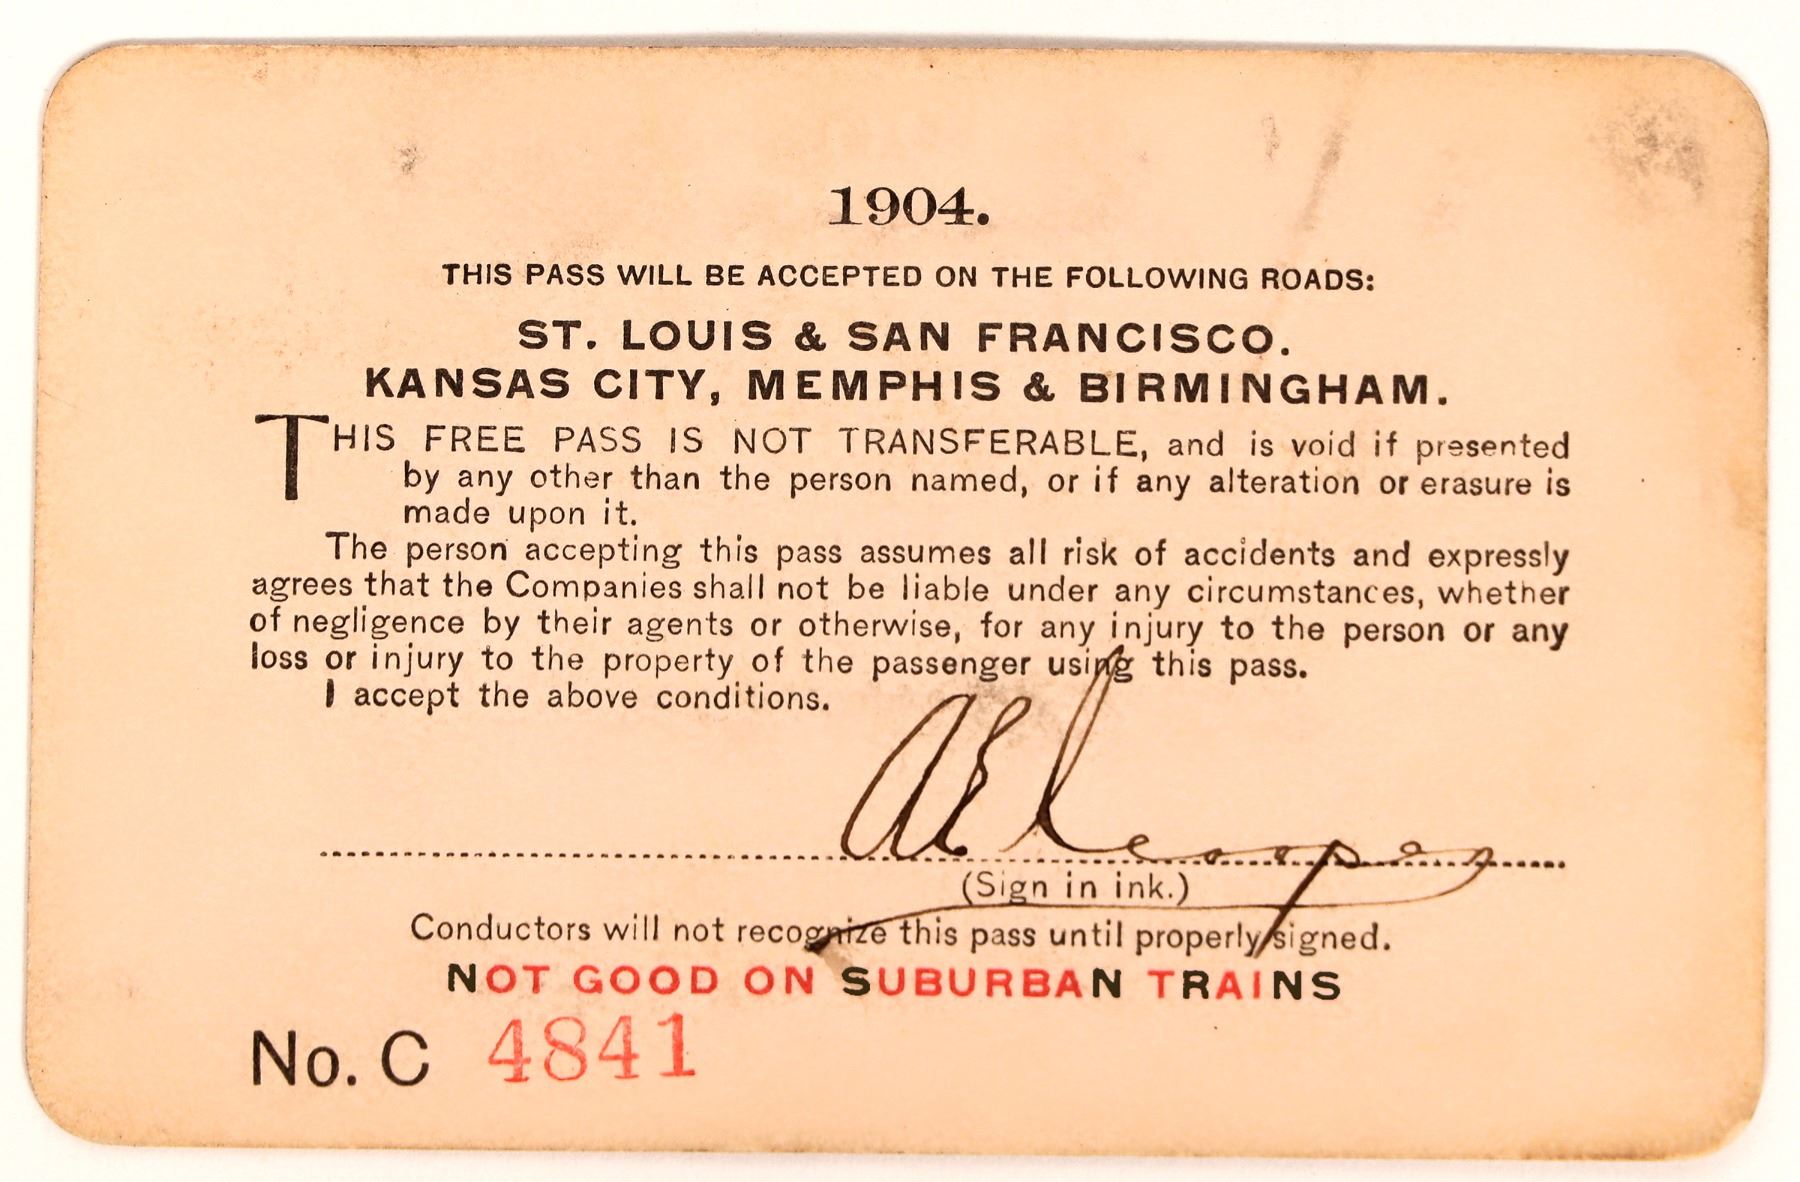 1904.
THIS PASS WILL BE ACCEPTED ON THE FOLLOWING ROADS:
ST. LOUIS & SAN FRANCISCO.
KANSAS CITY, MEMPHIS & BIRMINGHAM.
THIS FREE PASS IS NOT TRANSFERABLE, and is void if presented
by any other than the person named, or if any alteration or erasure is
made upon it.
The person accepting this pass assumes all risk of accidents and expressly
agrees that the Companies shall not be liable under any circumstances, whether
of negligence by their agents or otherwise, for any injury to the person or any
loss or injury to the property of the passenger using this pass.
I accept the above conditions.
A E
(Sign in ink.)
Conductors will not recognize this pass until properly signed.
NOT GOOD ON SUBURBAN TRAINS
No. C 4841